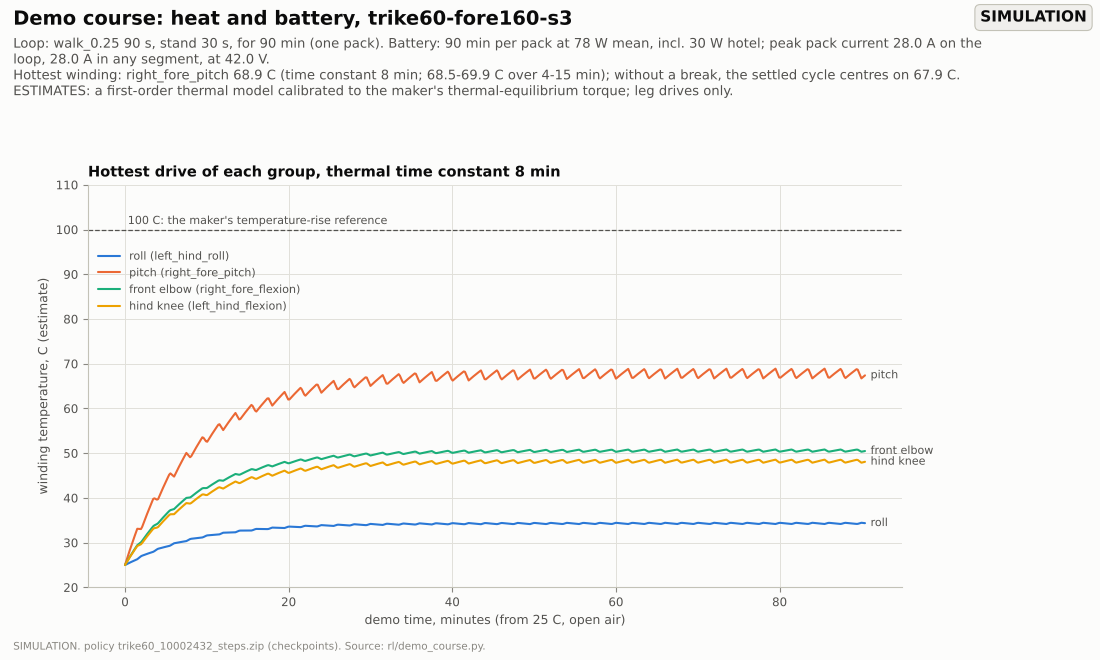 Demo course: heat and battery, trike60-fore160-s3
SIMULATION
Loop: walk_0.25 90 s, stand 30 s, for 90 min (one pack). Battery: 90 min per pack at 78 W mean, incl. 30 W hotel; peak pack current 28.0 A on the
loop, 28.0 A in any segment, at 42.0 V.
Hottest winding: right_fore_pitch 68.9 C (time constant 8 min; 68.5-69.9 C over 4-15 min); without a break, the settled cycle centres on 67.9 C.
ESTIMATES: a first-order thermal model calibrated to the maker's thermal-equilibrium torque; leg drives only.
Hottest drive of each group, thermal time constant 8 min
110
100
90
80
70
60
50
40
30
20
winding temperature, C (estimate)
100 C: the maker's temperature-rise reference
roll (left_hind_roll)
pitch (right_fore_pitch)
front elbow (right_fore_flexion)
hind knee (left_hind_flexion)
pitch
front elbow
hind knee
roll
0
20
40
60
80
demo time, minutes (from 25 C, open air)
SIMULATION. policy trike60_10002432_steps.zip (checkpoints). Source: rl/demo_course.py.